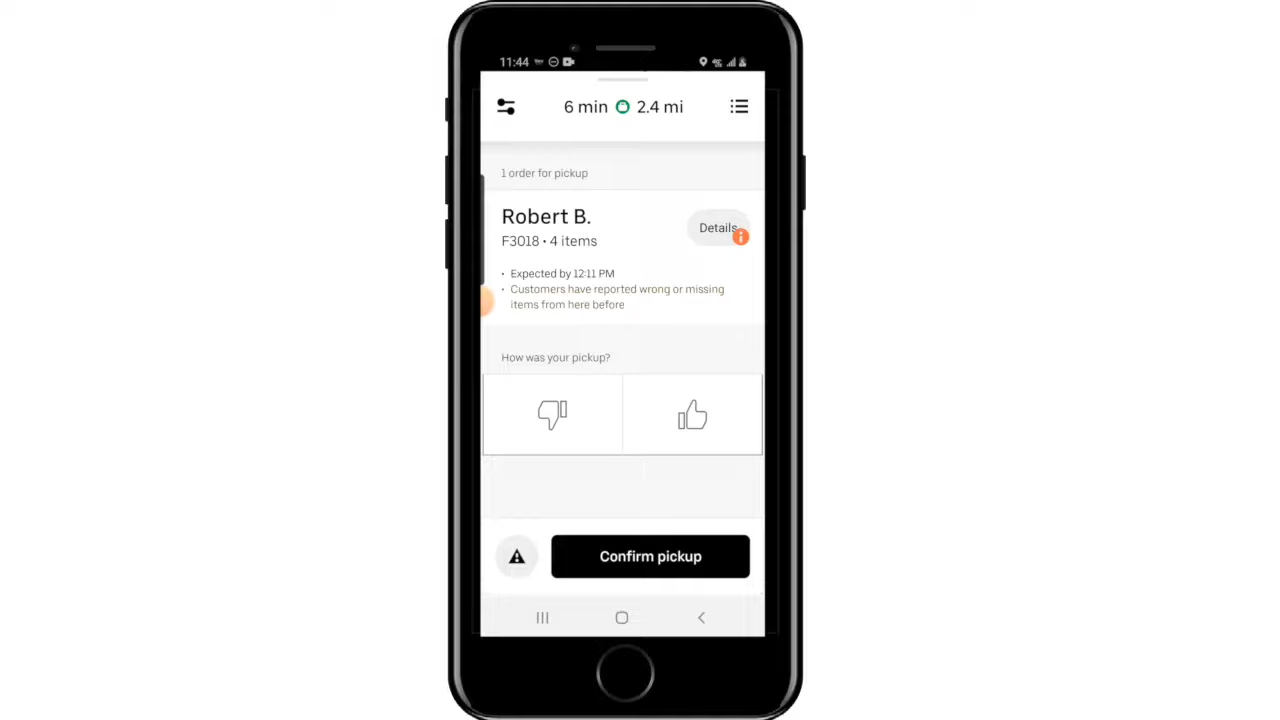 11:44
6 min 2.4 mi
1 order for pickup
Robert B.
Details
F3018 • 4 items
• Expected by 12:11 PM
• Customers have reported wrong or missing
items from here before
How was your pickup?
Confirm pickup